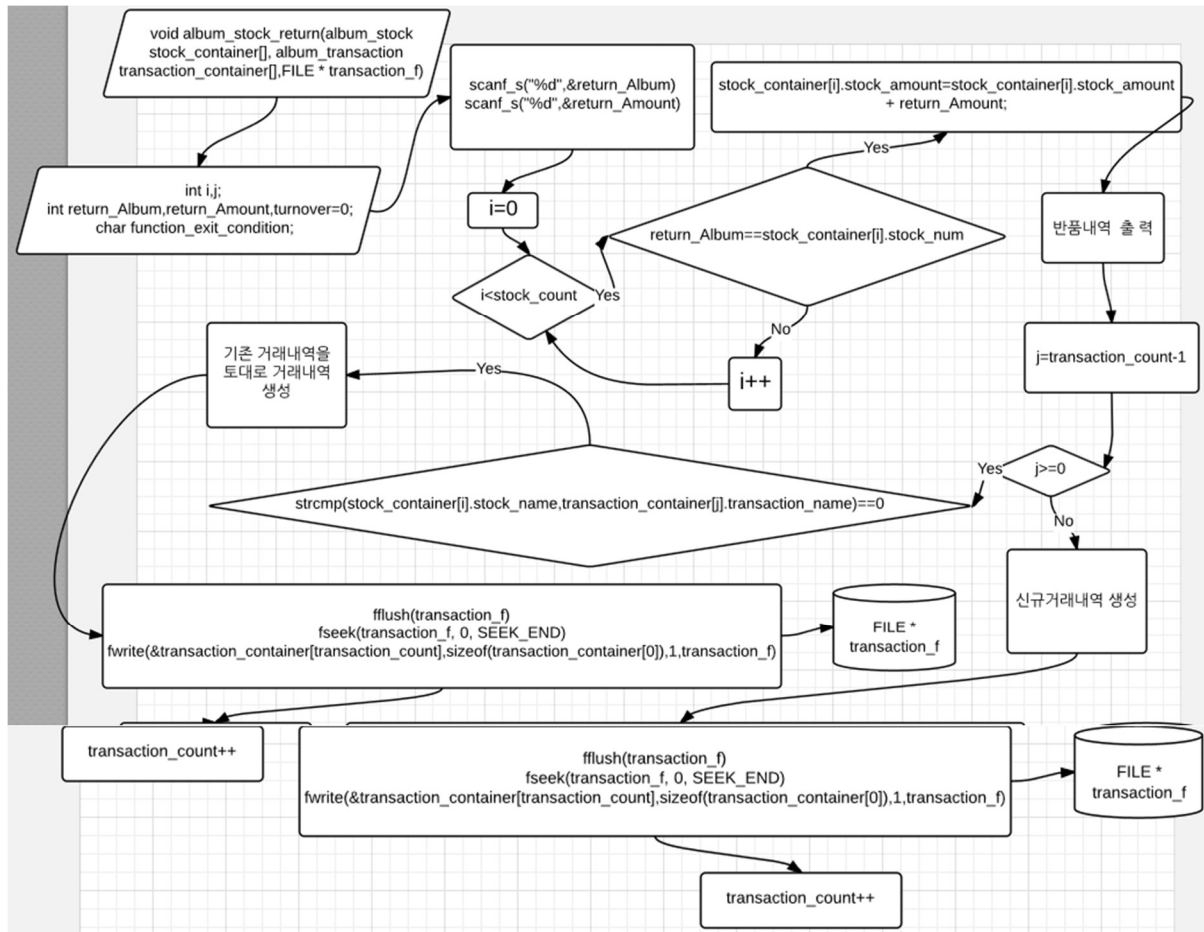 void album_stock_return(album_stock
stock_container[], album_transaction
transaction_container[],FILE * transaction_f)
int i,j;
int return_Album,return_Amount,turnover=0;
char function_exit_condition;
scanf_s("%d",&return_Album)
scanf_s("%d",&return_Amount)
i=0
i<stock_count
Yes
return_Album==stock_container[i].stock_num
Yes
No
i++
stock_container[i].stock_amount=stock_container[i].stock_amount
+ return_Amount;
반품내역 출 력
j=transaction_count-1
j>=0
Yes
No
strcmp(stock_container[i].stock_name,transaction_container[j].transaction_name)==0
Yes
기존 거래내역을
토대로 거래내역
생성
신규거래내역 생성
fflush(transaction_f)
fseek(transaction_f, 0, SEEK_END)
fwrite(&transaction_container[transaction_count],sizeof(transaction_container[0]),1,transaction_f)
FILE *
transaction_f
transaction_count++
fflush(transaction_f)
fseek(transaction_f, 0, SEEK_END)
fwrite(&transaction_container[transaction_count],sizeof(transaction_container[0]),1,transaction_f)
FILE *
transaction_f
transaction_count++